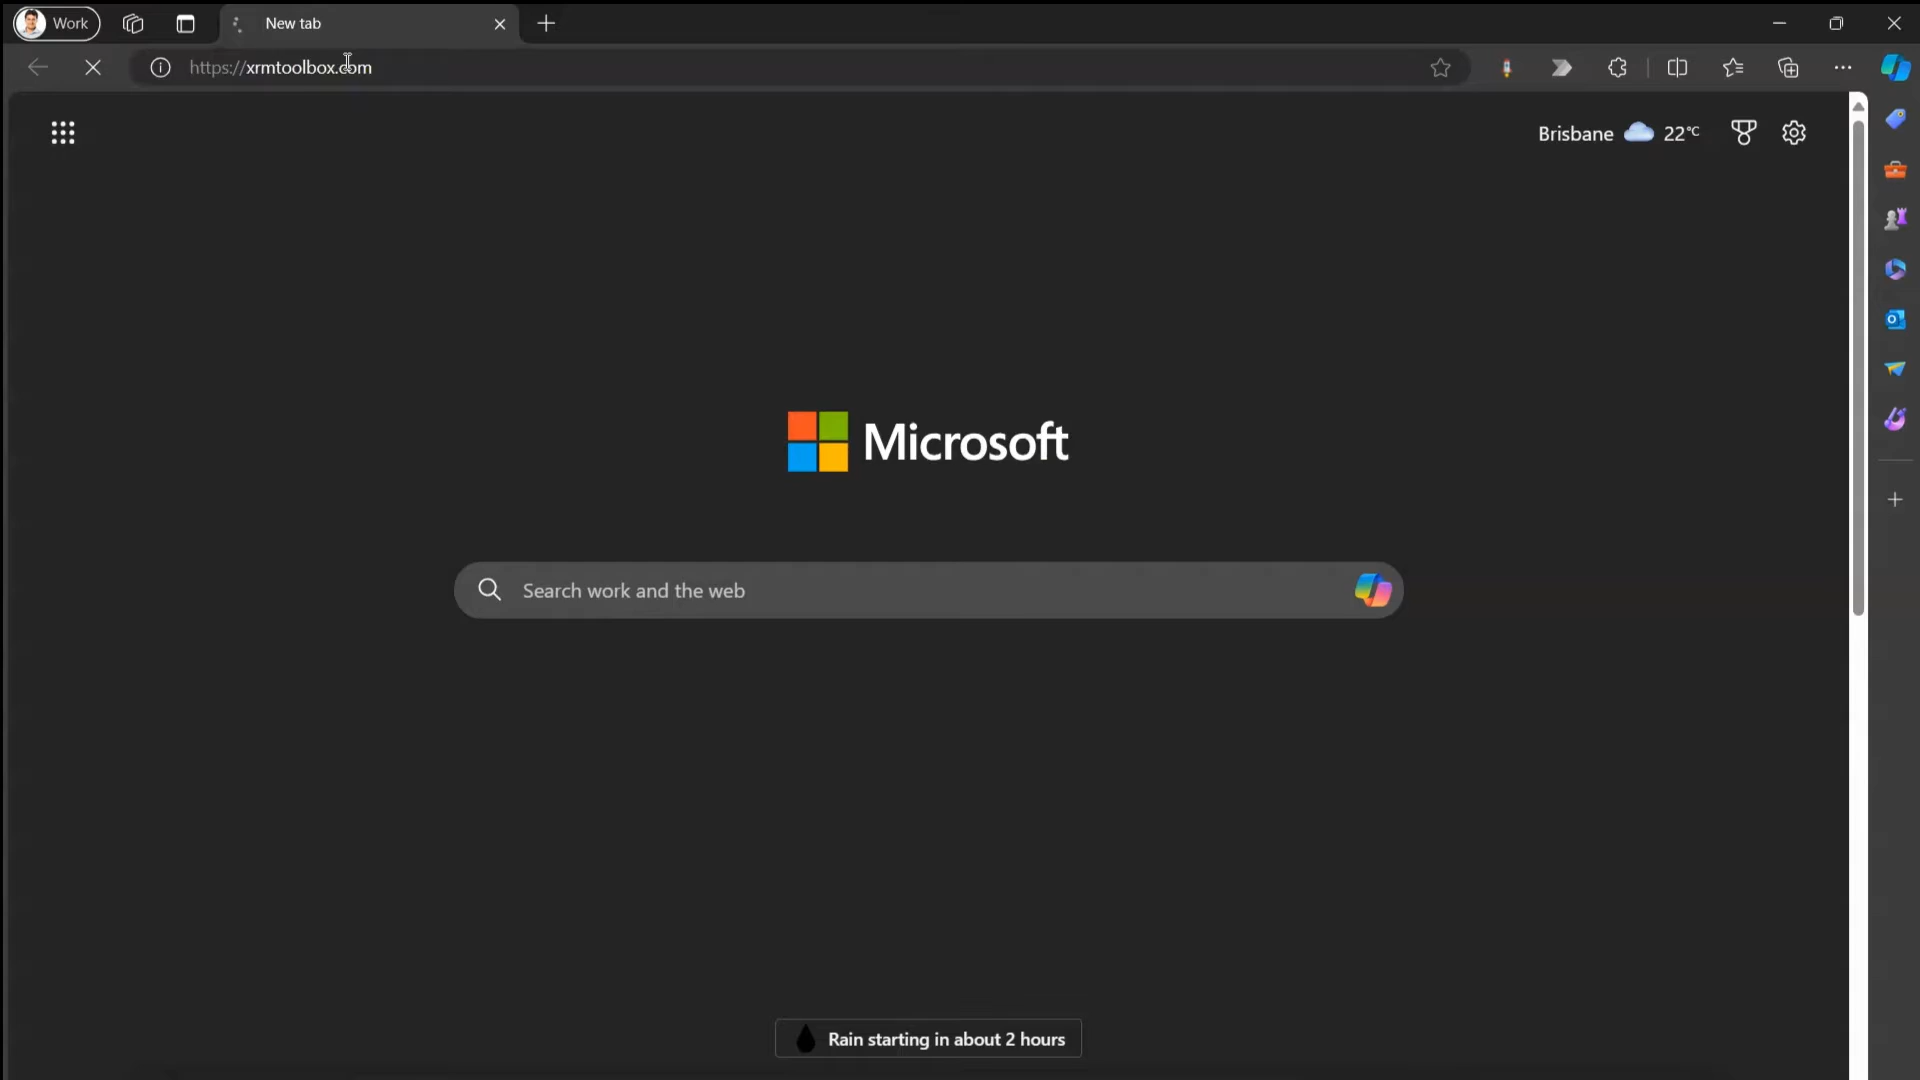 Work
New tab
https://xrmtoolbox.com
Brisbane 22°C
Microsoft
Search work and the web
Rain starting in about 2 hours